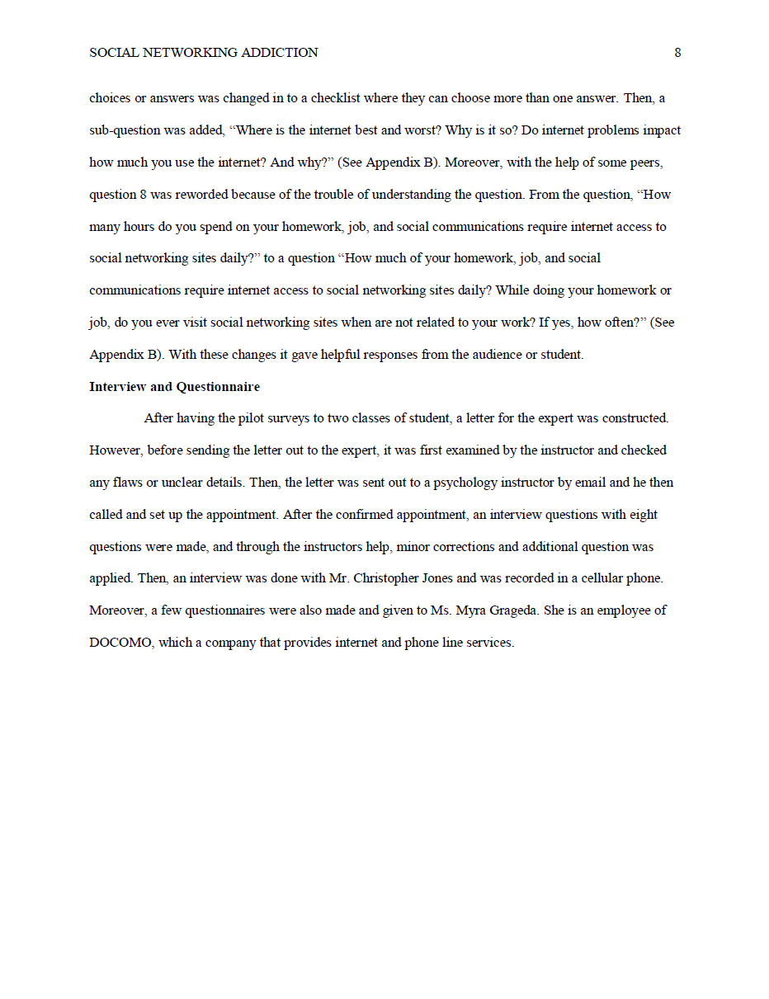 SOCIAL NETWORKING ADDICTION 8
choices or answers was changed in to a checklist where they can choose more than one answer. Then, a
sub-question was added, “Where is the internet best and worst? Why is it so? Do internet problems impact
how much you use the internet? And why?” (See Appendix B). Moreover, with the help of some peers,
question 8 was reworded because of the trouble of understanding the question. From the question, “How
many hours do you spend on your homework, job, and social communications require internet access to
social networking sites daily?” to a question “How much of your homework, job, and social
communications require internet access to social networking sites daily? While doing your homework or
job, do you ever visit social networking sites when are not related to your work? If yes, how often?” (See
Appendix B). With these changes it gave helpful responses from the audience or student.
Interview and Questionnaire
After having the pilot surveys to two classes of student, a letter for the expert was constructed.
However, before sending the letter out to the expert, it was first examined by the instructor and checked
any flaws or unclear details. Then, the letter was sent out to a psychology instructor by email and he then
called and set up the appointment. After the confirmed appointment, an interview questions with eight
questions were made, and through the instructors help, minor corrections and additional question was
applied. Then, an interview was done with Mr. Christopher Jones and was recorded in a cellular phone.
Moreover, a few questionnaires were also made and given to Ms. Myra Grageda. She is an employee of
DOCOMO, which a company that provides internet and phone line services.